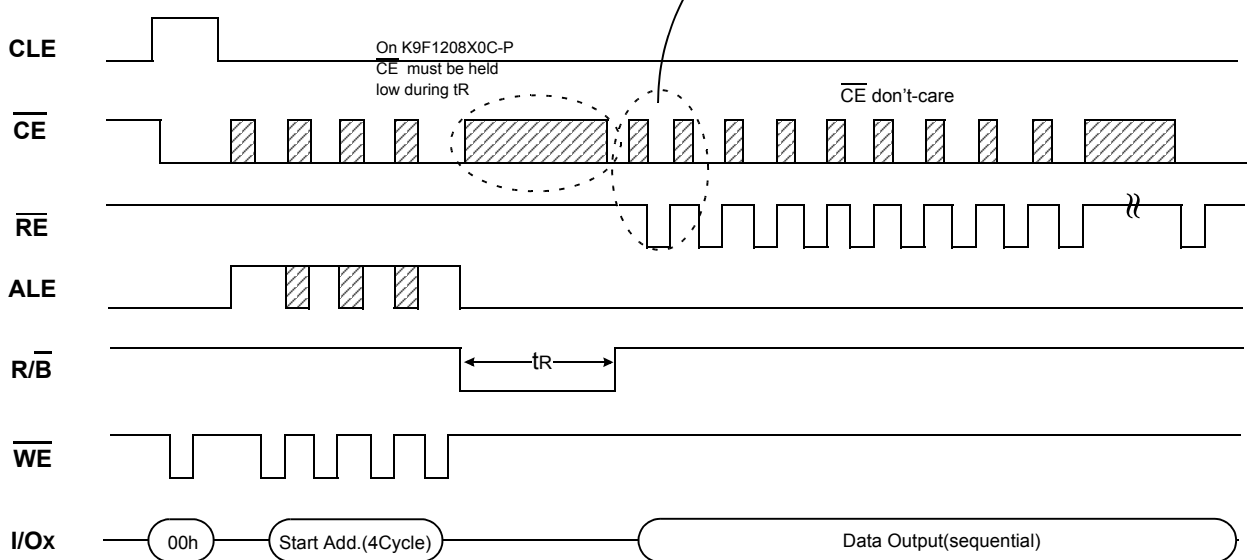 CLE
On K9F1208X0C-P
CE must be held
low during tR
CE don't-care
CE
RE
ALE
R/B
tR
WE
I/Ox
00h
Start Add.(4Cycle)
Data Output(sequential)